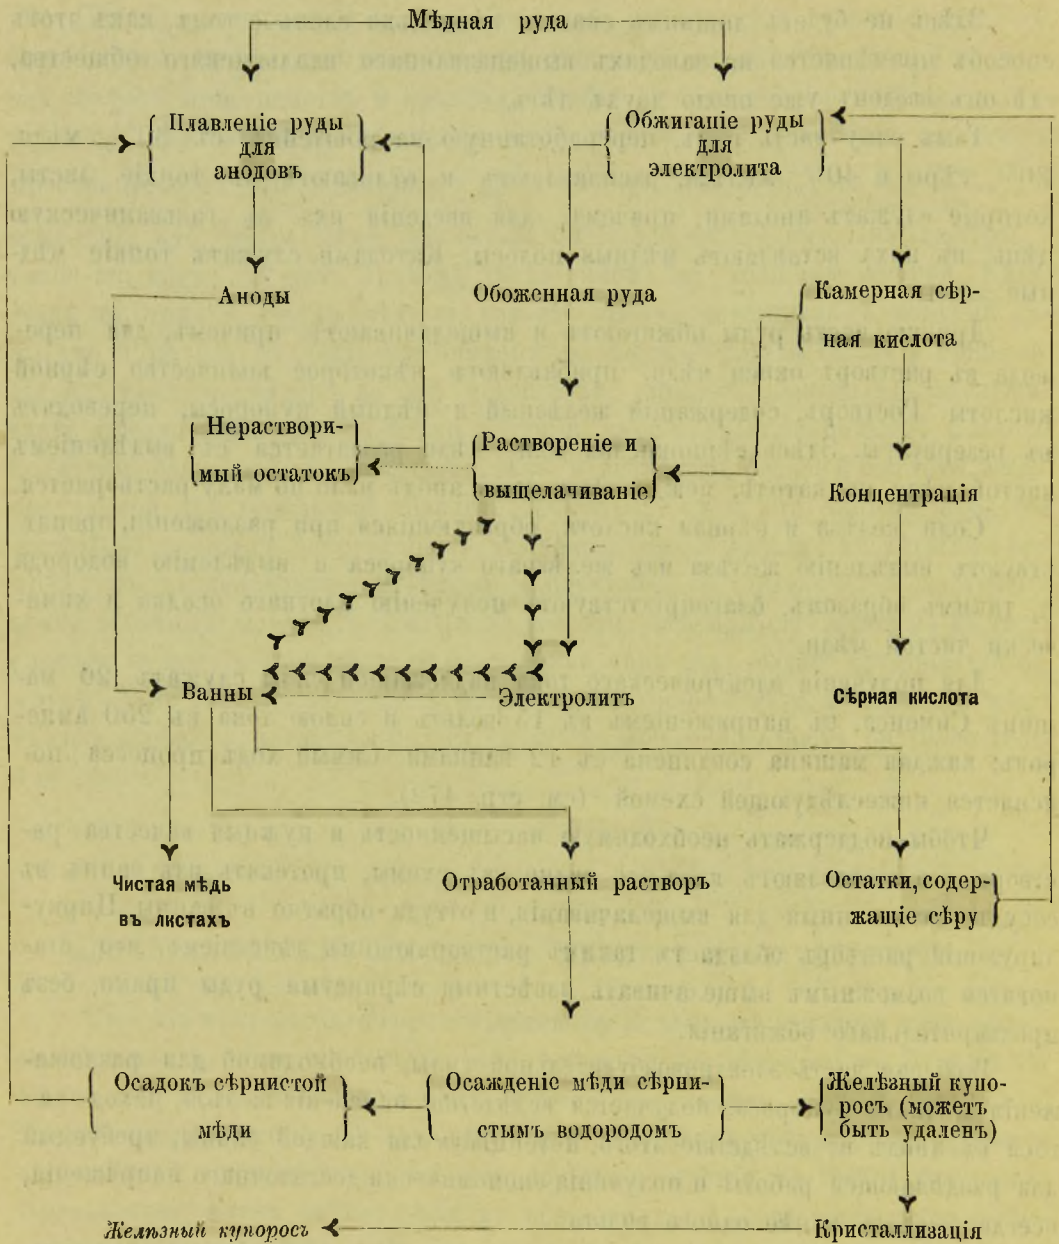 Мѣдная руда
Плавленіе руды
для
анодовъ
Обжиганіе руды
для
электролита
Аноды
Обоженная руда
Камерная сѣр-
ная кислота
Нераствори-
мый остатокъ
Раствореніе и
выщелачиваніе
Концентрація
Ванны
Электролитъ
Сѣрная кислота
Чистая мѣдь
въ листахъ
Отработанный растворъ
Остатки, содер-
жащіе сѣру
Осадокъ сѣрнистой
мѣди
Осажденіе мѣди сѣрни-
стымъ водородомъ
Желѣзный купо-
росъ (можетъ
быть удаленъ)
Желѣзный купоросъ
Кристаллизація